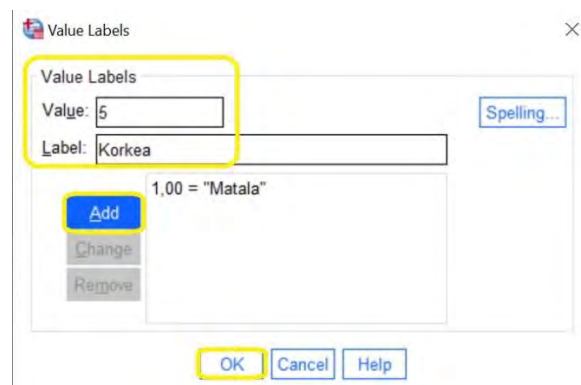 Value Labels
Value Labels
Value: 5
Spelling...
Label: Korkea
1,00 = "Matala"
Add
Change
Remove
OK Cancel Help